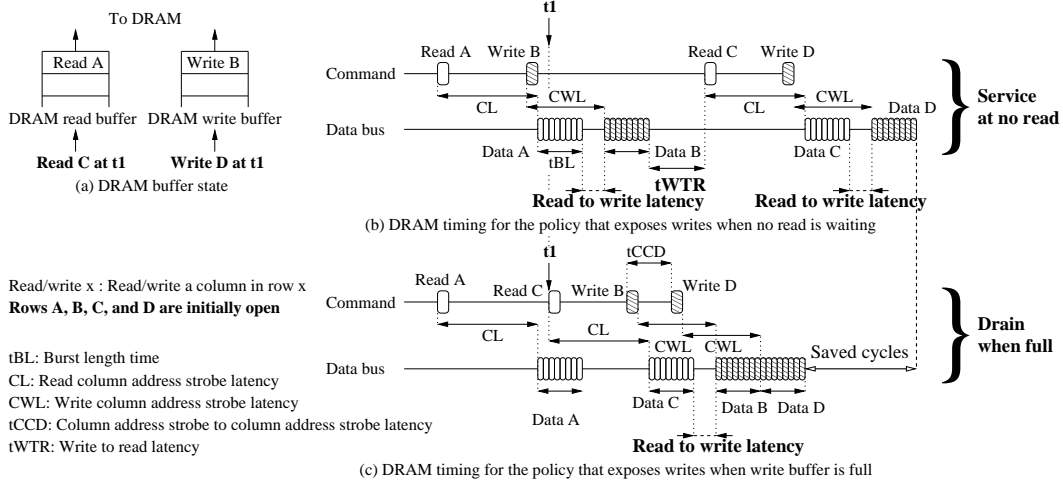 To DRAM
Read A
Write B
DRAM read buffer
DRAM write buffer
Read C at t1
Write D at t1
(a) DRAM buffer state
t1
Read A
Write B
Read C
Write D
Command
CL
CWL
CL
CWL
Data D
Data bus
Data A
tBL
Data B
Data C
tWTR
Read to write latency
Read to write latency
Service
at no read
(b) DRAM timing for the policy that exposes writes when no read is waiting
t1
tCCD
Read A
Read C
Write B
Write D
Command
CL
CL
CWL
CWL
Saved cycles
Data bus
Data A
Data C
Data B
Data D
Read to write latency
Drain
when full
(c) DRAM timing for the policy that exposes writes when write buffer is full
Read/write x : Read/write a column in row x
Rows A, B, C, and D are initially open
tBL: Burst length time
CL: Read column address strobe latency
CWL: Write column address strobe latency
tCCD: Column address strobe to column address strobe latency
tWTR: Write to read latency